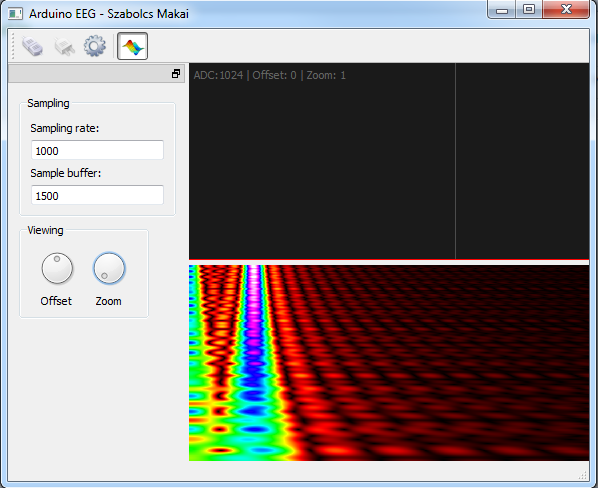 Arduino EEG - Szabolcs Makai
ADC:1024 | Offset: 0 | Zoom: 1
Sampling
Sampling rate:
1000
Sample buffer:
1500
Viewing
Offset
Zoom